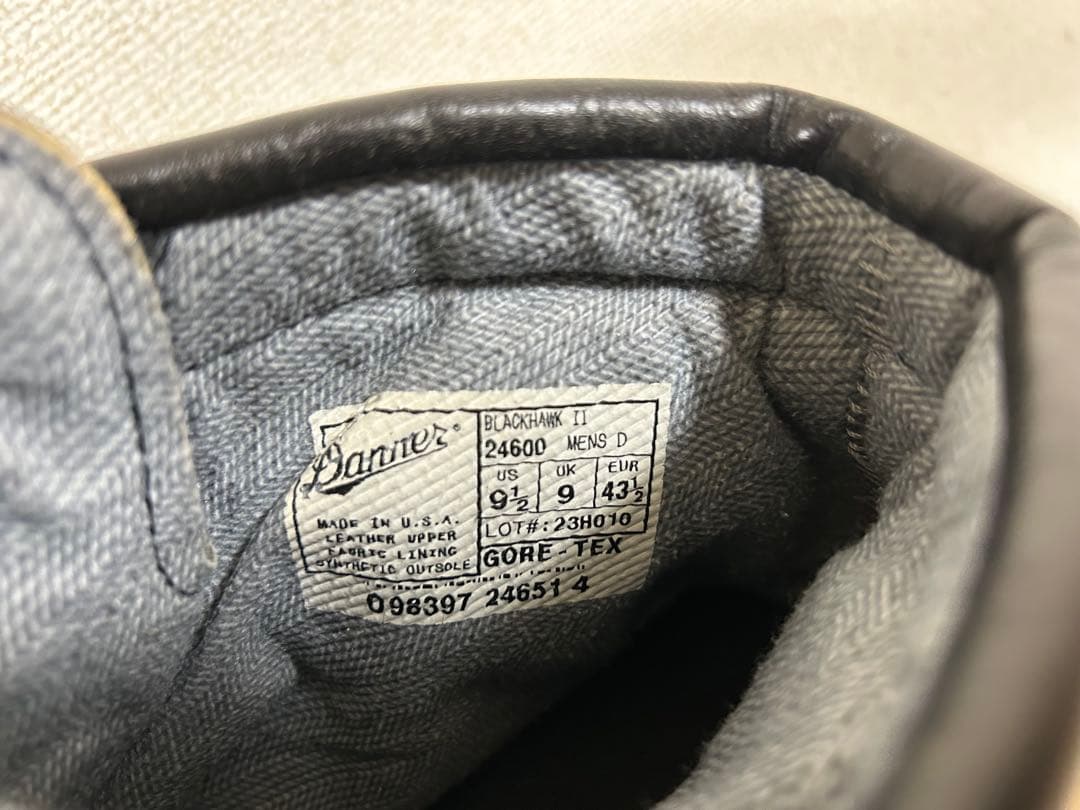 Danner®
MADE IN U.S.A.
LEATHER UPPER
FABRIC LINING
SYNTHETIC OUTSOLE
BLACKHAWK II
24600 MENS D
US UK EUR
9½ 9 43½
LOT#: 23H010
GORE-TEX
098397 24651 4